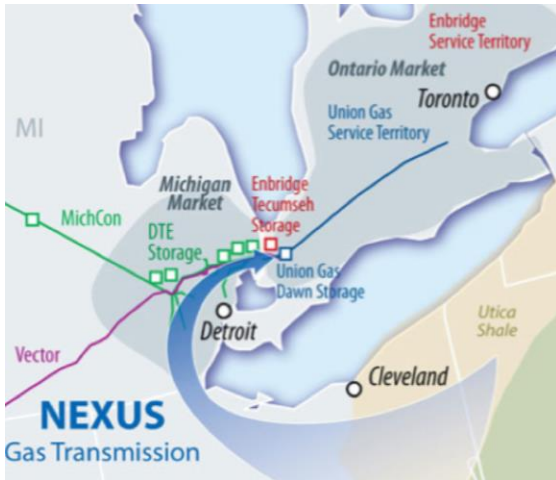 Enbridge
Service Territory
Ontario Market
Toronto
MI
Union Gas
Service Territory
Michigan
Market
Enbridge
Tecumseh
Storage
MichCon
DTE
Storage
Union Gas
Dawn Storage
Detroit
Utica
Shale
Vector
Cleveland
NEXUS
Gas Transmission